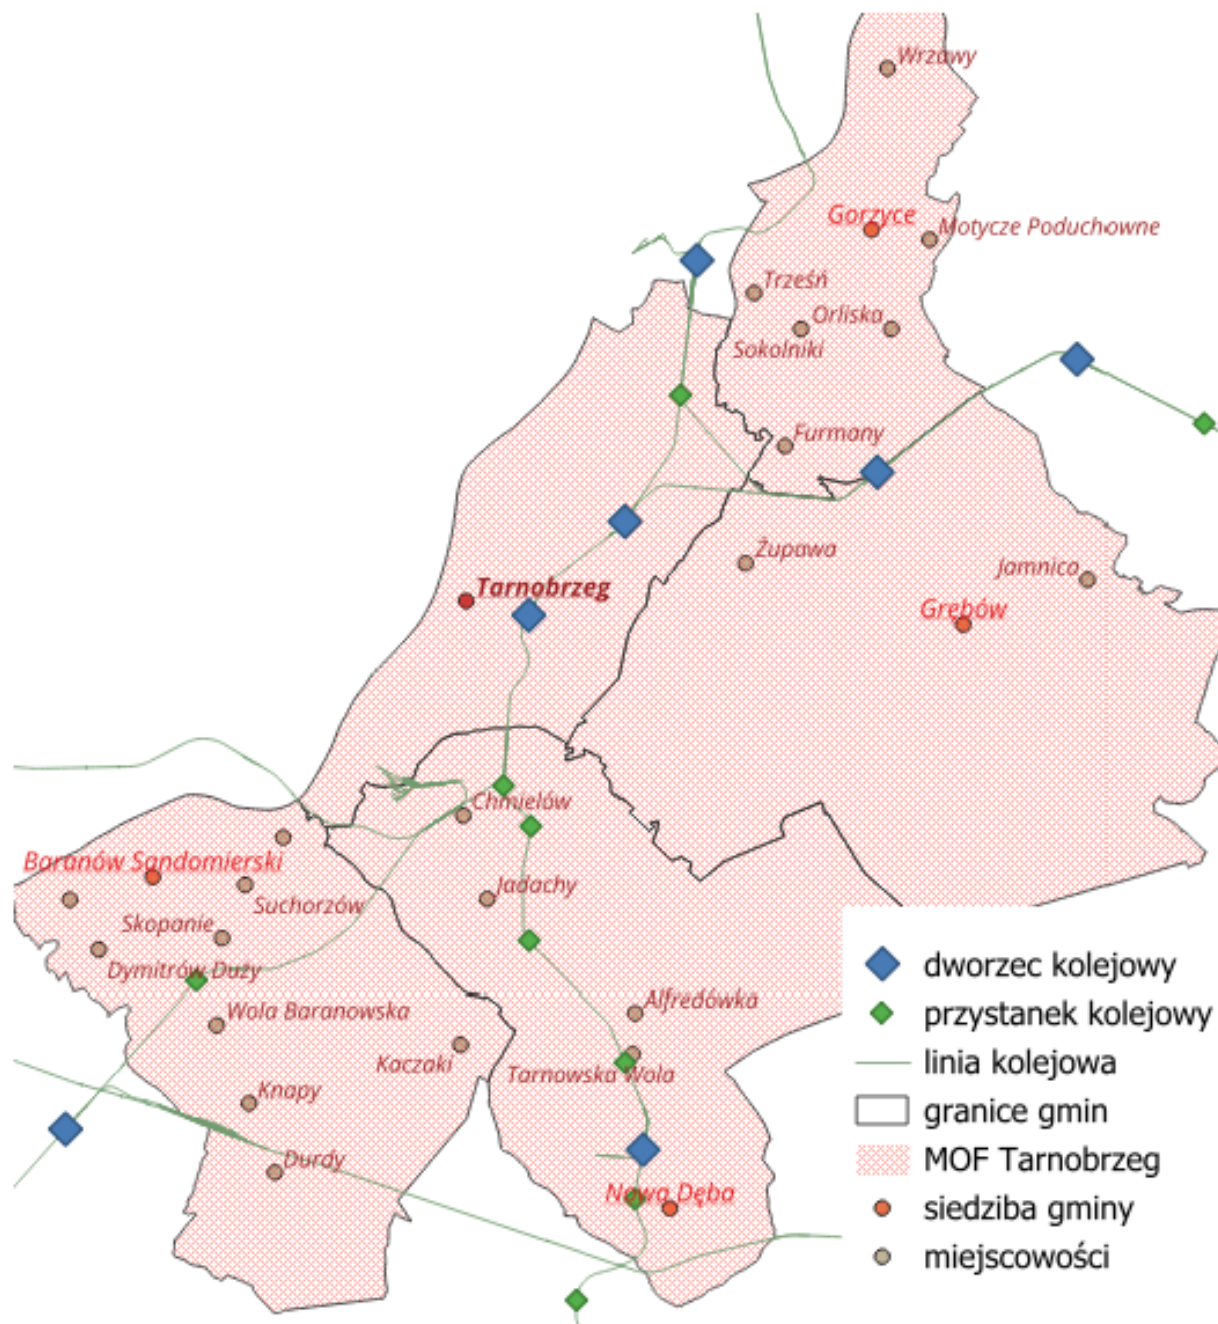 Wrzawy
Gorzyce
Motycze Poduchowne
Trześń
Orliska
Sokolniki
Furmany
Żupawa
Jamnica
Tarnobrzeg
Grębów
Chmielów
Baranów Sandomierski
Suchorzów
Jadachy
Skopanie
Dymitrów Duży
Wola Baranowska
Alfredówka
Kaczaki
Tarnowska Wola
Knapy
Durdy
Nowa Dęba
dworzec kolejowy
przystanek kolejowy
linia kolejowa
granice gmin
MOF Tarnobrzeg
siedziba gminy
miejscowości